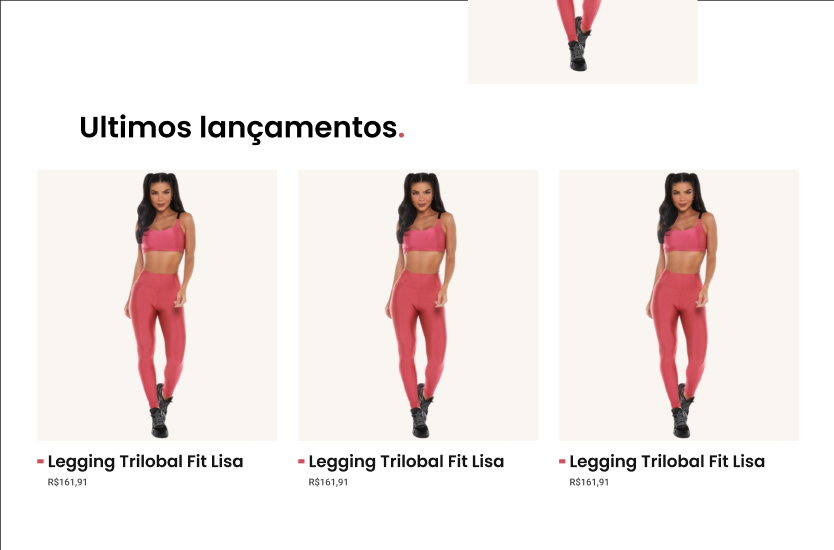 Ultimos lançamentos.
Legging Trilobal Fit Lisa
R$161,91
Legging Trilobal Fit Lisa
R$161,91
Legging Trilobal Fit Lisa
R$161,91